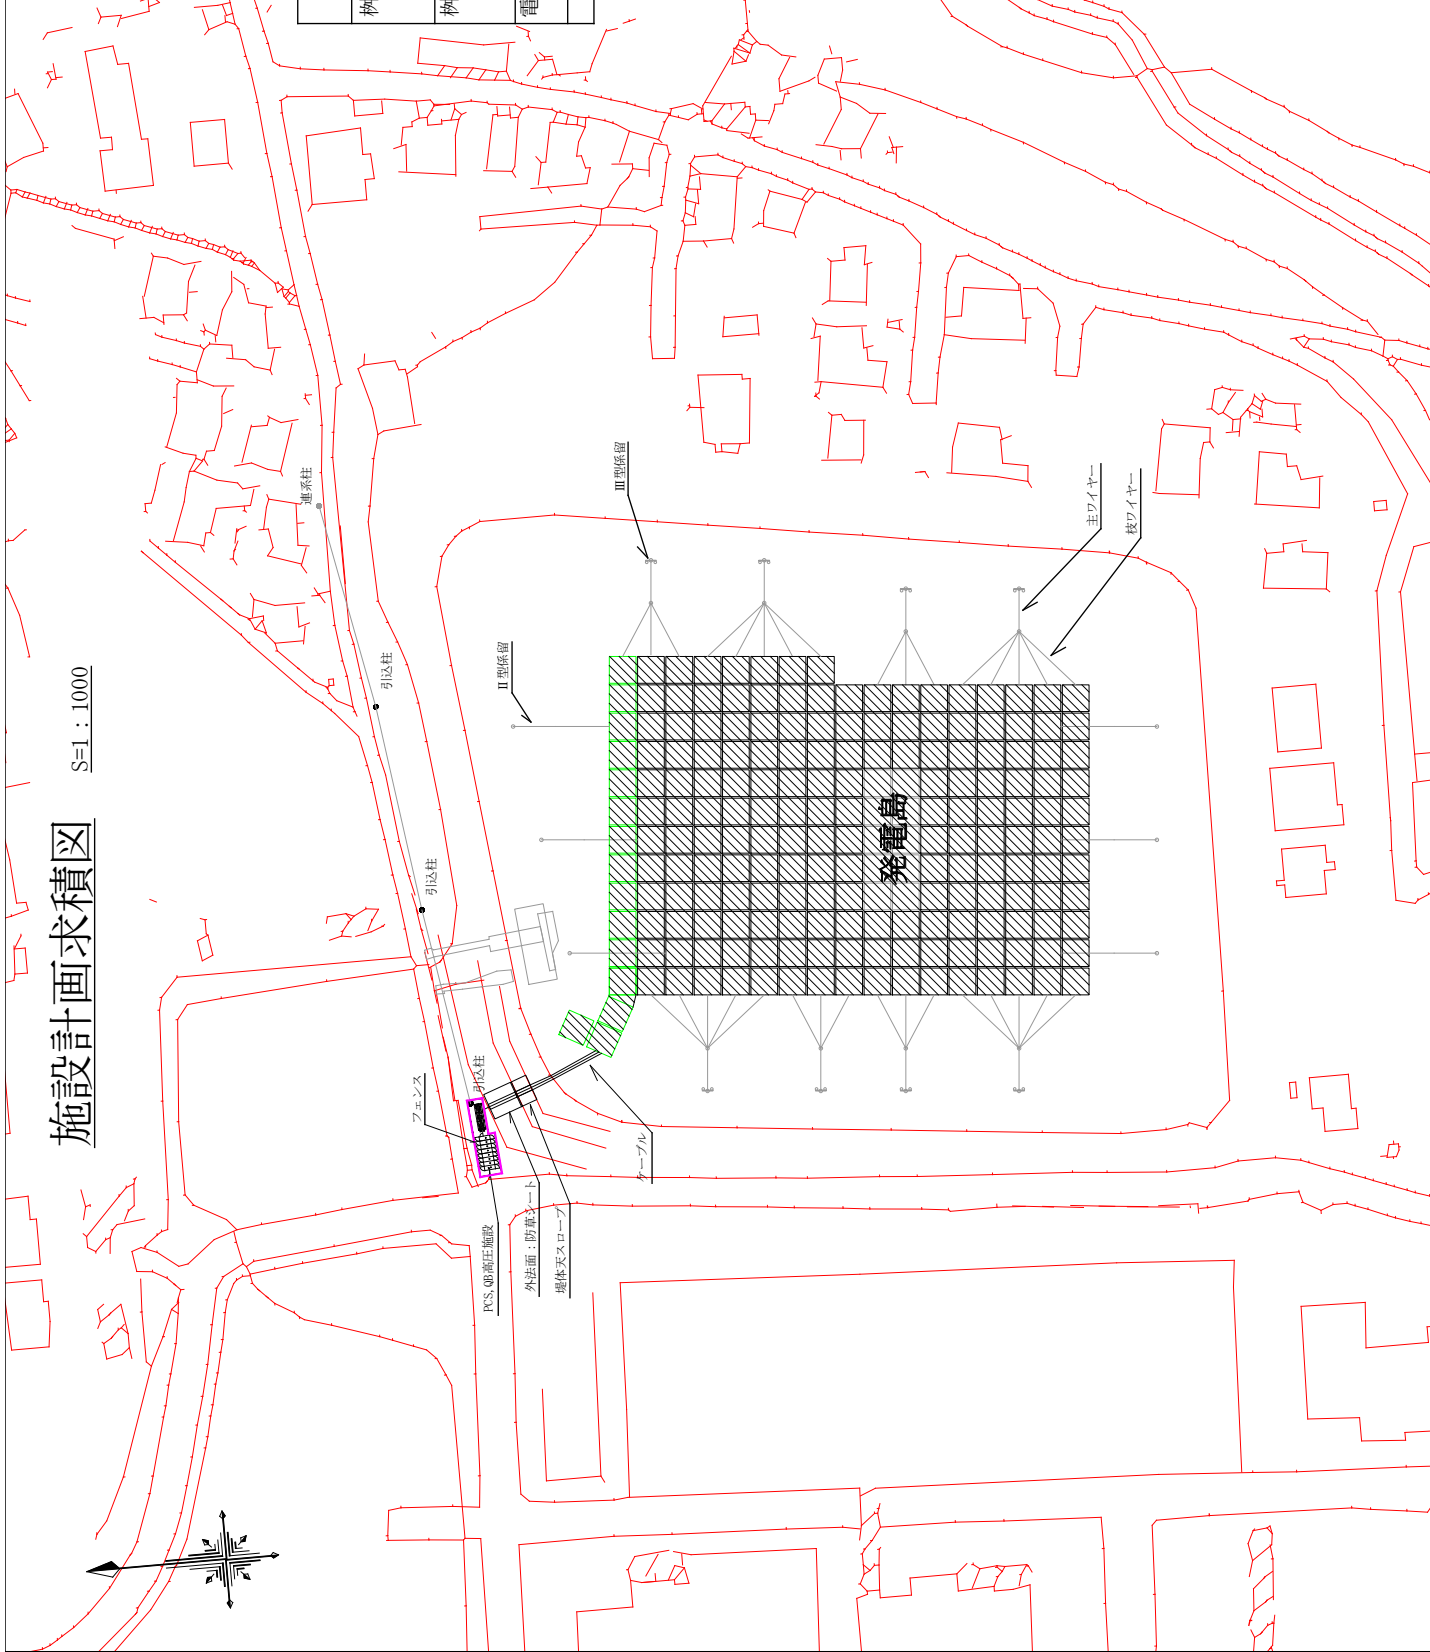 施設計画求積図
S=1：1000
連系柱
引込柱
引込柱
引込柱
フェンス
PCS,QB高圧施設
外法面：防草シート
堤体天スロープ
ケーブル
II型係留
III型係留
主ワイヤー
枝ワイヤー
発電島